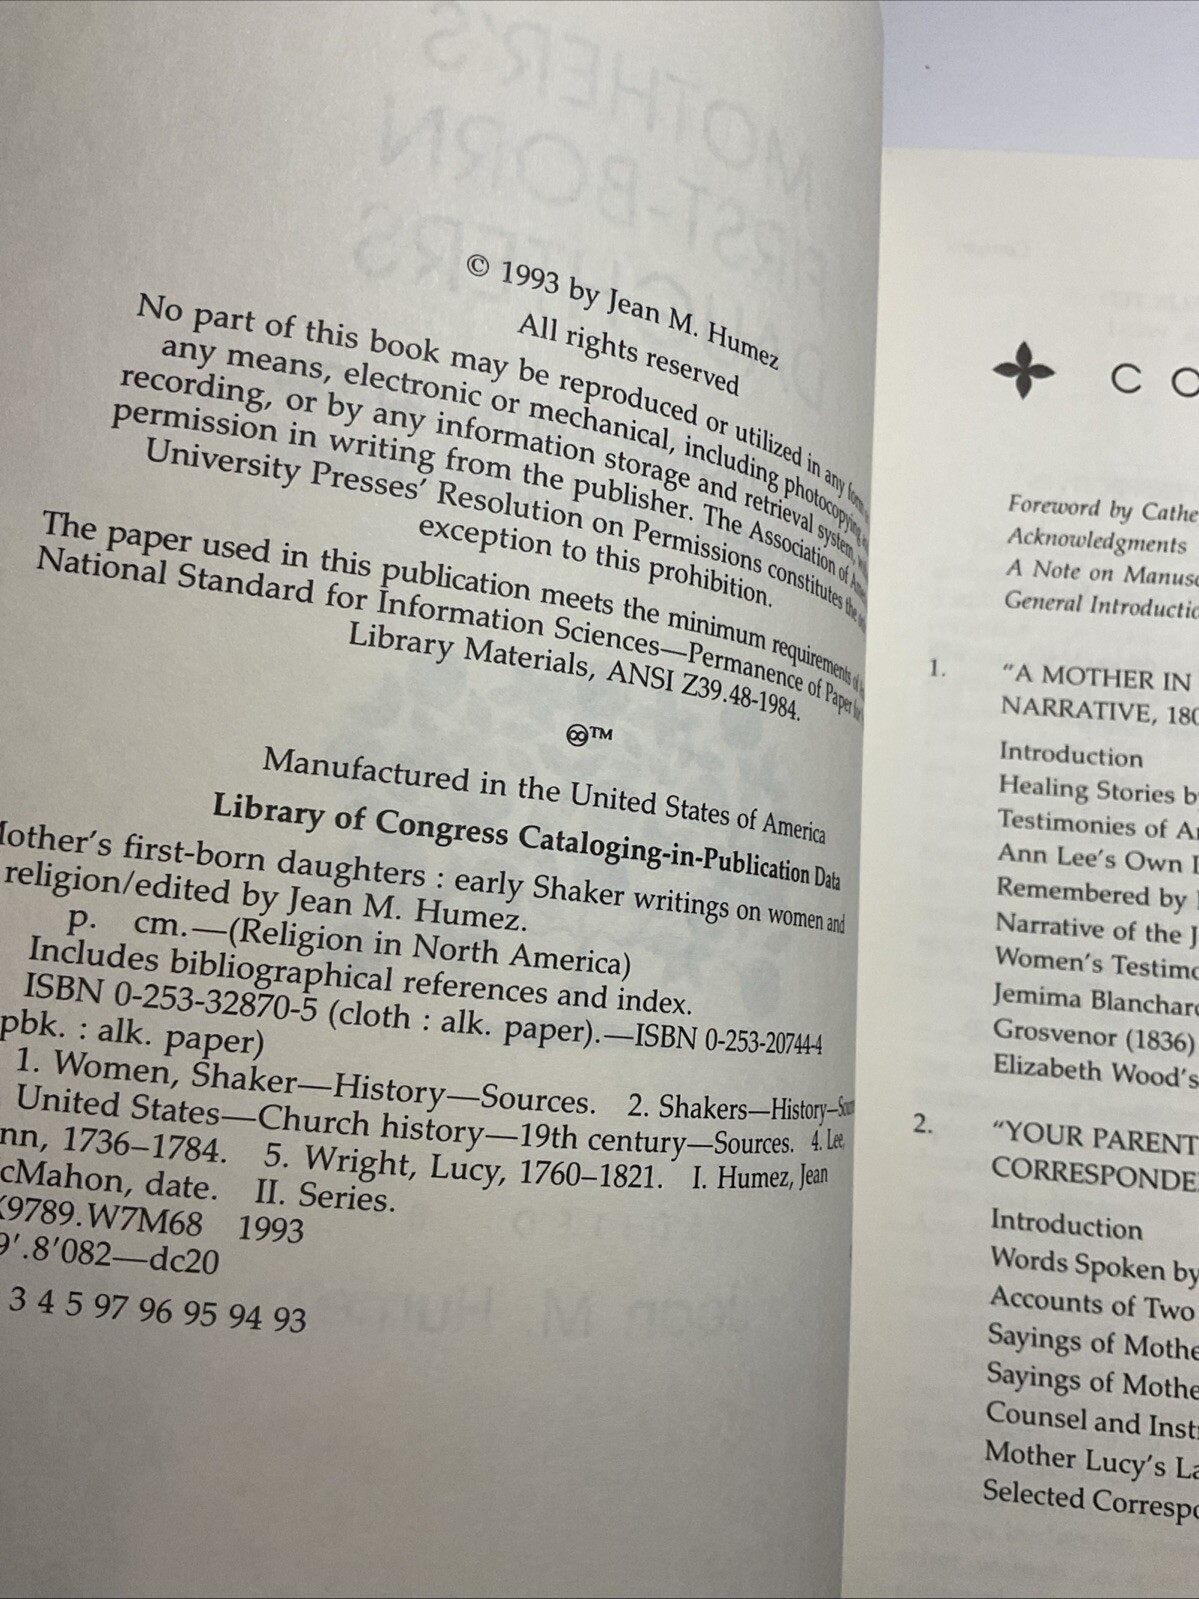 © 1993 by Jean M. Humez
All rights reserved
No part of this book may be reproduced or utilized in any form
any means, electronic or mechanical, including photocopying
recording, or by any information storage and retrieval system,
permission in writing from the publisher. The Association of
University Presses' Resolution on Permissions constitutes the
exception to this prohibition.
The paper used in this publication meets the minimum requirements of
National Standard for Information Sciences—Permanence of Paper for
Library Materials, ANSI Z39.48-1984.
♾™
Manufactured in the United States of America
Library of Congress Cataloging-in-Publication Data
other's first-born daughters : early Shaker writings on women and
religion/edited by Jean M. Humez.
p. cm.—(Religion in North America)
Includes bibliographical references and index.
ISBN 0-253-32870-5 (cloth : alk. paper).—ISBN 0-253-20744-4
pbk. : alk. paper)
1. Women, Shaker—History—Sources. 2. Shakers—History—
United States—Church history—19th century—Sources. 4. Lee,
nn, 1736–1784. 5. Wright, Lucy, 1760–1821. I. Humez, Jean
cMahon, date. II. Series.
9789.W7M68 1993
9'.8'082—dc20
3 4 5 97 96 95 94 93
C O
Foreword by Cathe
Acknowledgments
A Note on Manusc
General Introductio
1. "A MOTHER IN
NARRATIVE, 180
Introduction
Healing Stories b
Testimonies of A
Ann Lee's Own
Remembered by
Narrative of the J
Women's Testimo
Jemima Blanchar
Grosvenor (1836)
Elizabeth Wood's
2. "YOUR PARENT
CORRESPONDE
Introduction
Words Spoken by
Accounts of Two
Sayings of Mothe
Sayings of Mothe
Counsel and Inst
Mother Lucy's La
Selected Correspo